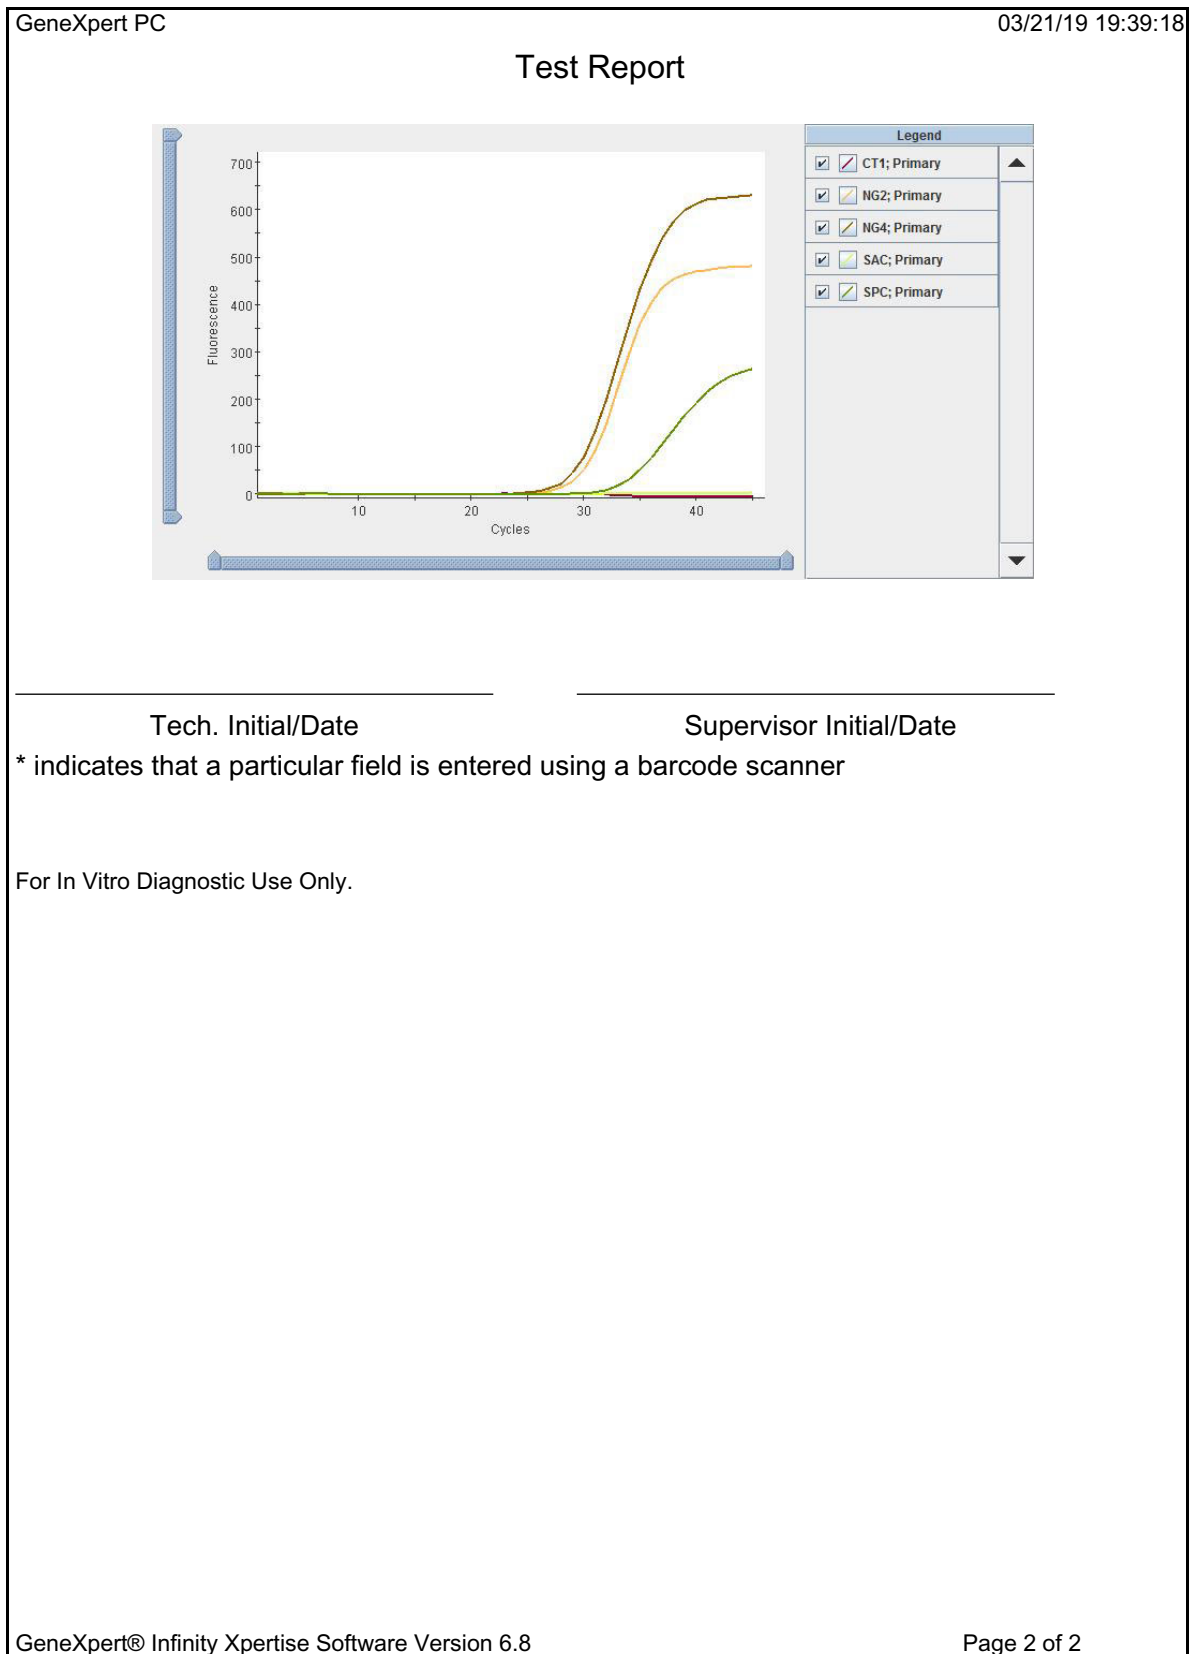 GeneXpert PC 03/21/19 19:39:18
Test Report
Legend
CT1; Primary
NG2; Primary
NG4; Primary
SAC; Primary
SPC; Primary
700
600
500
400
300
200
100
0
Fluorescence
10 20 30 40
Cycles
Tech. Initial/Date Supervisor Initial/Date
* indicates that a particular field is entered using a barcode scanner
For In Vitro Diagnostic Use Only.
GeneXpert® Infinity Xpertise Software Version 6.8 Page 2 of 2